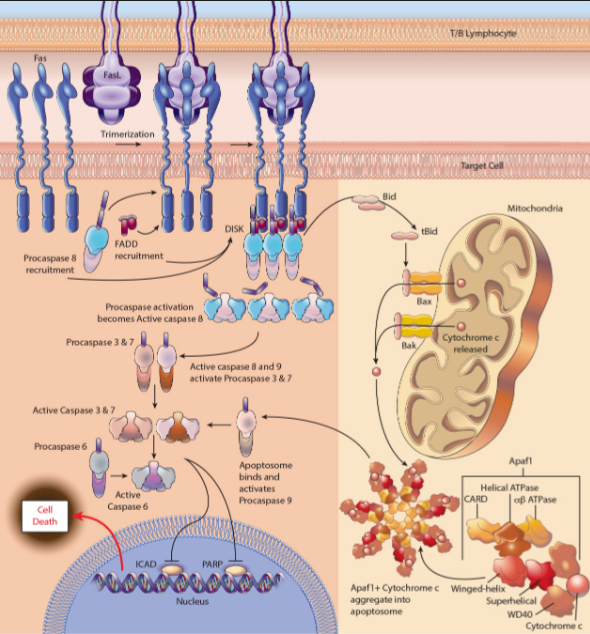 T/B Lymphocyte
Fas
FasL
Trimerization
Target Cell
Bid
Mitochondria
tBid
DISK
FADD
recruitment
Procaspase 8
recruitment
Bax
Procaspase activation
becomes Active caspase 8
Bak
Cytochrome c
released
Procaspase 3 & 7
Active caspase 8 and 9
activate Procaspase 3 & 7
Active Caspase 3 & 7
Procaspase 6
Apoptosome
binds and
activates
Procaspase 9
Active
Caspase 6
Apaf1
Helical ATPase
CARD
αβ ATPase
Cell
Death
ICAD
PARP
Nucleus
Apaf1+ Cytochrome c
aggregate into
apoptosome
Winged-helix
Superhelical
WD40
Cytochrome c